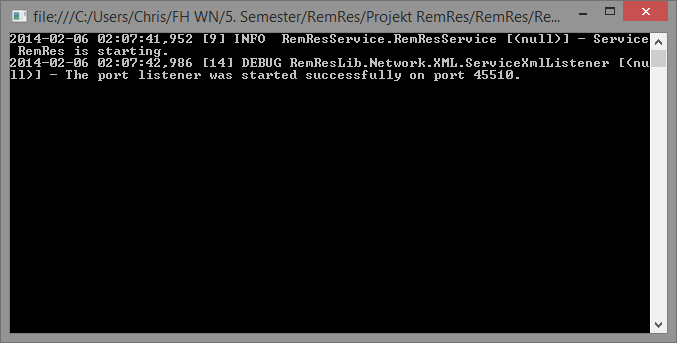 file:///C:/Users/Chris/FH WN/5. Semester/RemRes/Projekt RemRes/RemRes/Re...
2014-02-06 02:07:41,952 [9] INFO  RemResService.RemResService [(null)] - Service
 RemRes is starting.
2014-02-06 02:07:42,986 [14] DEBUG RemResLib.Network.XML.ServiceXmlListener [(nu
ll)] - The port listener was started successfully on port 45510.